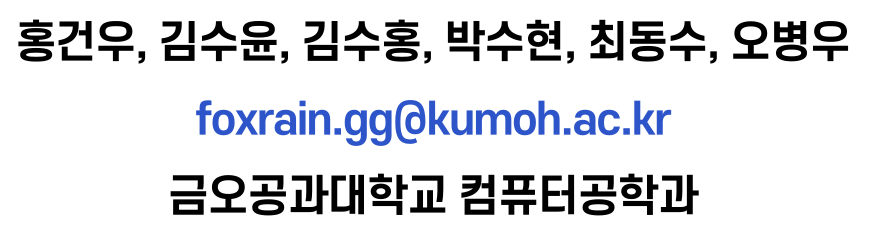 홍건우, 김수윤, 김수홍, 박수현, 최동수, 오병우
foxrain.gg@kumoh.ac.kr
금오공과대학교 컴퓨터공학과